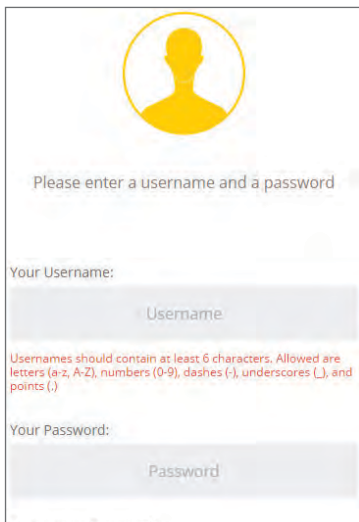 Please enter a username and a password
Your Username:
Username
Usernames should contain at least 6 characters. Allowed are
letters (a-z, A-Z), numbers (0-9), dashes (-), underscores (_), and
points (.)
Your Password:
Password